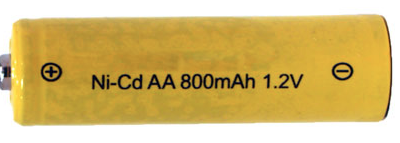 ⊕ Ni-Cd AA 800mAh 1.2V ⊖